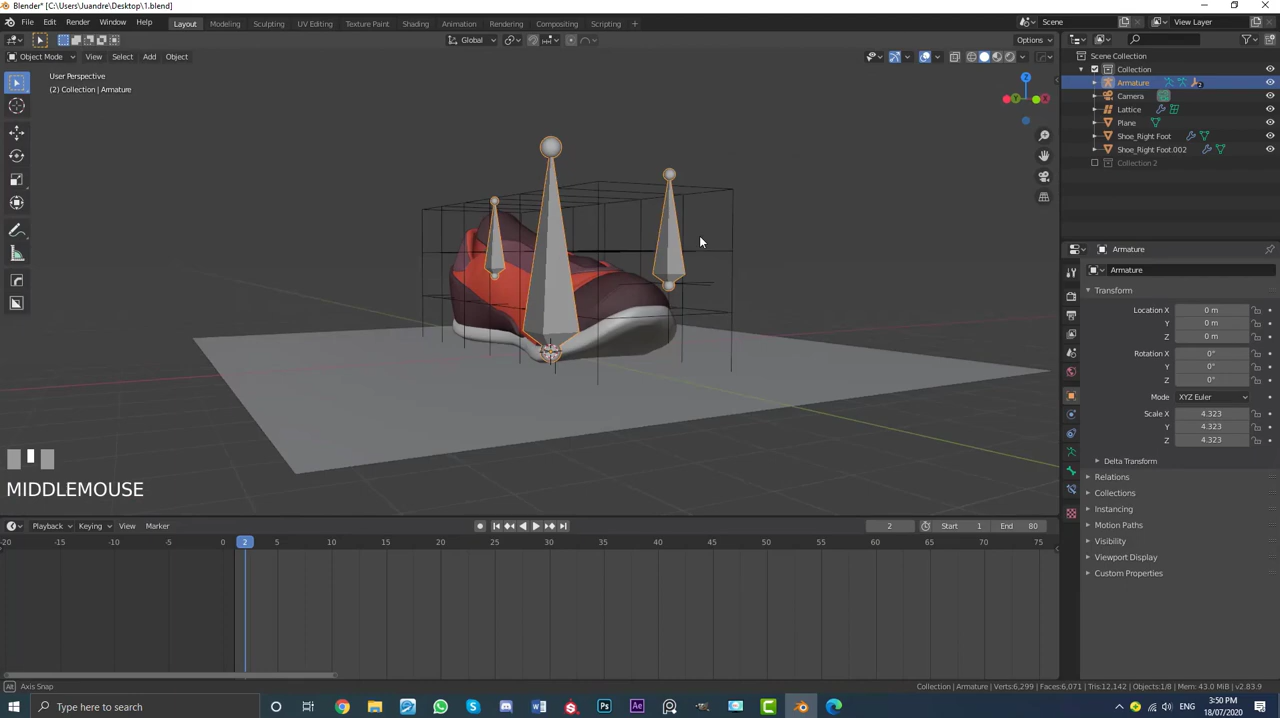 Blender* [C:\Users\Juandre\Desktop\1.blend]
File Edit Render Window Help Layout Modeling Sculpting UV Editing Texture Paint Shading Animation Rendering Compositing Scripting + Scene View Layer
Global Options
Object Mode View Select Add Object
User Perspective
(2) Collection | Armature
Z
X
Y
Scene Collection
Collection
Armature 2
Camera
Lattice
Plane
Shoe_Right Foot
Shoe_Right Foot.002
Collection 2
Armature
Armature
Transform
Location X 0 m
Y 0 m
Z 0 m
Rotation X 0°
Y 0°
Z 0°
Mode XYZ Euler
Scale X 4.323
Y 4.323
Z 4.323
Delta Transform
Relations
Collections
Instancing
Motion Paths
Visibility
Viewport Display
Custom Properties
MIDDLEMOUSE
Playback Keying View Marker 2 Start 1 End 80
-20 -15 -10 -5 0 2 5 10 15 20 25 30 35 40 45 50 55 60 65 70 75
Alt Axis Snap Collection | Armature | Verts:6,299 | Faces:6,071 | Tris:12,142 | Objects:1/8 | Mem: 43.0 MiB | v2.83.9
Type here to search W Ps Ae C ENG 3:50 PM
18/07/2020